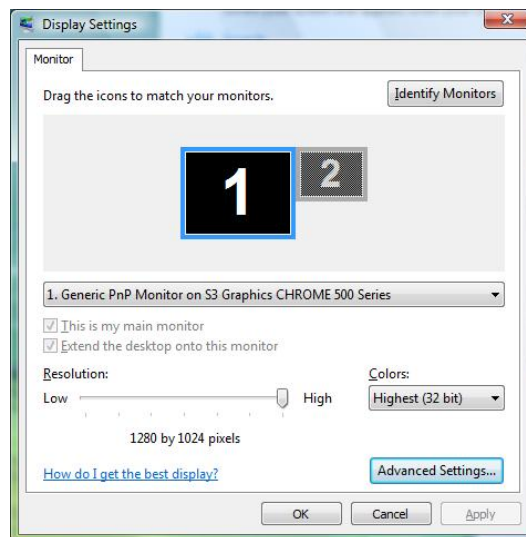 Display Settings
Monitor
Drag the icons to match your monitors.
Identify Monitors
1
2
1. Generic PnP Monitor on S3 Graphics CHROME 500 Series
This is my main monitor
Extend the desktop onto this monitor
Resolution:
Colors:
Low
High
Highest (32 bit)
1280 by 1024 pixels
How do I get the best display?
Advanced Settings...
OK
Cancel
Apply